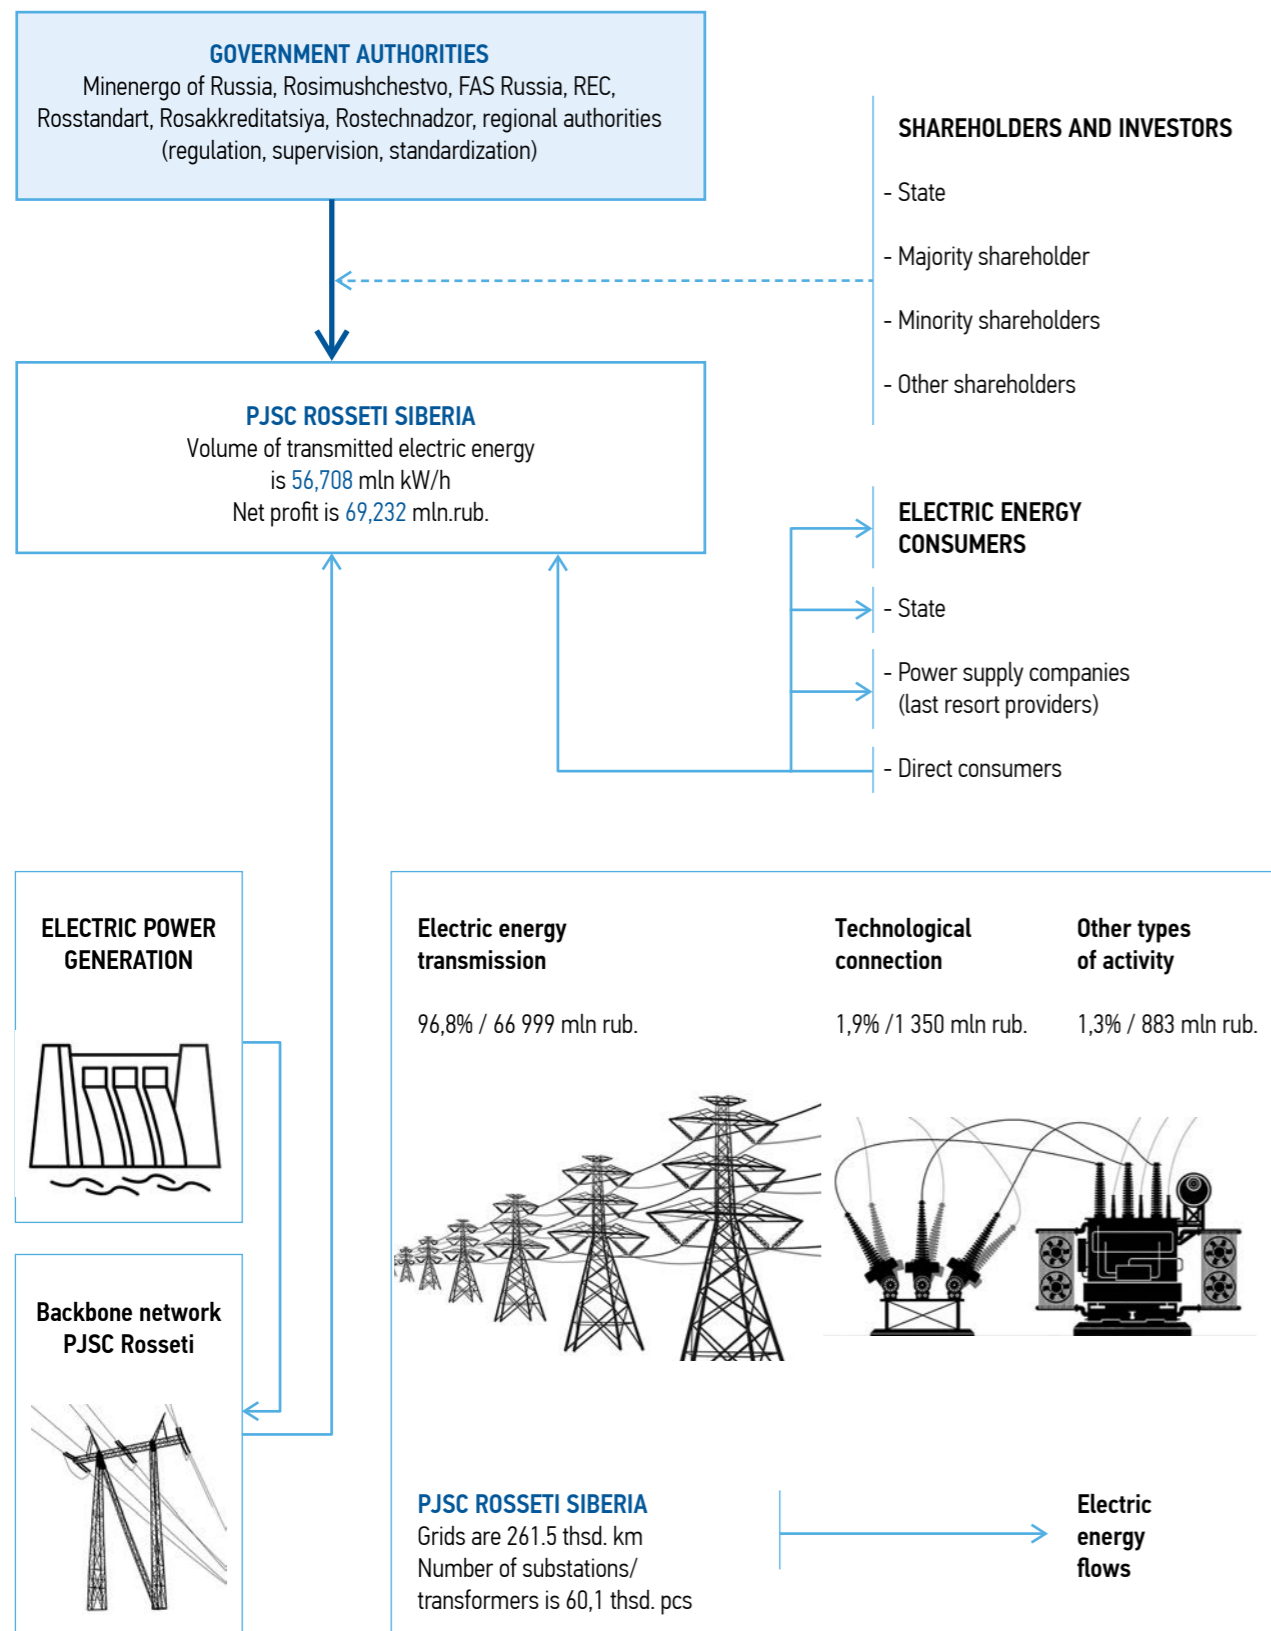 GOVERNMENT AUTHORITIES
Minenergo of Russia, Rosimushchestvo, FAS Russia, REC,
Rosstandart, Rosakkreditatsiya, Rostechnadzor, regional authorities
(regulation, supervision, standardization)
SHAREHOLDERS AND INVESTORS
- State
- Majority shareholder
- Minority shareholders
- Other shareholders
PJSC ROSSETI SIBERIA
Volume of transmitted electric energy
is 56,708 mln kW/h
Net profit is 69,232 mln.rub.
ELECTRIC ENERGY
CONSUMERS
- State
- Power supply companies
(last resort providers)
- Direct consumers
ELECTRIC POWER
GENERATION
Backbone network
PJSC Rosseti
Electric energy
transmission
96,8% / 66 999 mln rub.
Technological
connection
1,9% /1 350 mln rub.
Other types
of activity
1,3% / 883 mln rub.
PJSC ROSSETI SIBERIA
Grids are 261.5 thsd. km
Number of substations/
transformers is 60,1 thsd. pcs
Electric
energy
flows